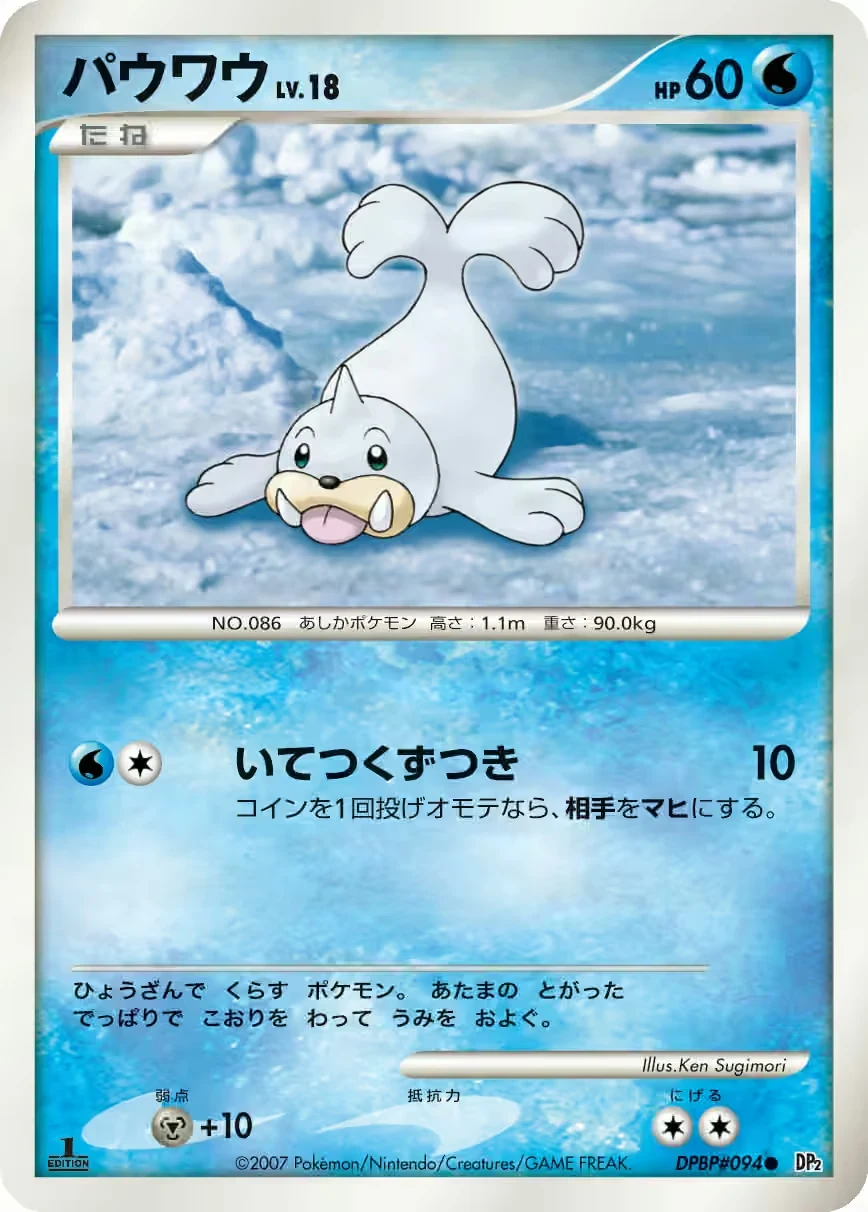 パウワウ LV.18 HP60
たね
NO.086 あしかポケモン 高さ:1.1m 重さ:90.0kg
いてつくずつき 10
コインを1回投げオモテなら、相手をマヒにする。
ひょうざんで くらす ポケモン。 あたまの とがった
でっぱりで こおりを わって うみを およぐ。
Illus.Ken Sugimori
弱点 抵抗力 にげる
+10
1 EDITION
©2007 Pokémon/Nintendo/Creatures/GAME FREAK. DPBP#094● DP2